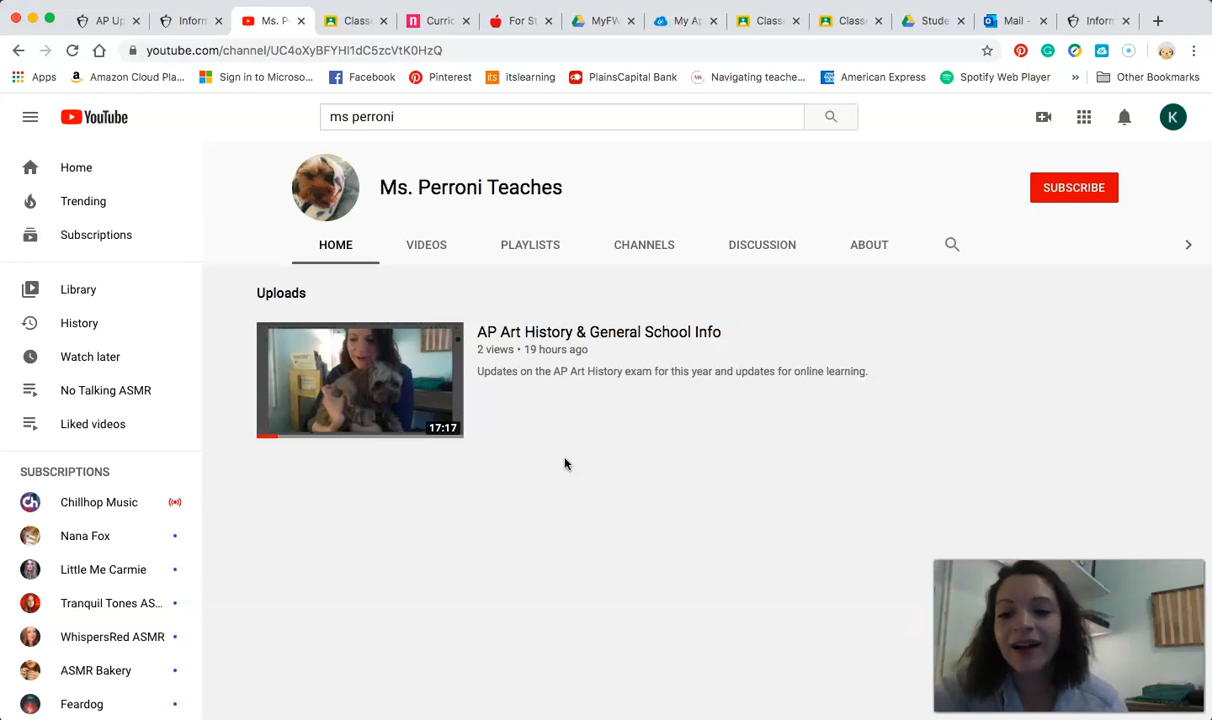 AP Up
Inform
Ms. P
Classe
Curric
For St
MyFW
My Ap
Classe
Classe
Stude
Mail -
Inform
youtube.com/channel/UC4oXyBFYHl1dC5zcVtK0HzQ
Apps
Amazon Cloud Pla...
Sign in to Microso...
Facebook
Pinterest
its itslearning
PlainsCapital Bank
Navigating teache...
American Express
Spotify Web Player
»
Other Bookmarks
YouTube
ms perroni
K
Home
Trending
Subscriptions
Library
History
Watch later
No Talking ASMR
Liked videos
SUBSCRIPTIONS
Chillhop Music
Nana Fox
Little Me Carmie
Tranquil Tones AS...
WhispersRed ASMR
ASMR Bakery
Feardog
Ms. Perroni Teaches
SUBSCRIBE
HOME
VIDEOS
PLAYLISTS
CHANNELS
DISCUSSION
ABOUT
Uploads
17:17
AP Art History & General School Info
2 views • 19 hours ago
Updates on the AP Art History exam for this year and updates for online learning.